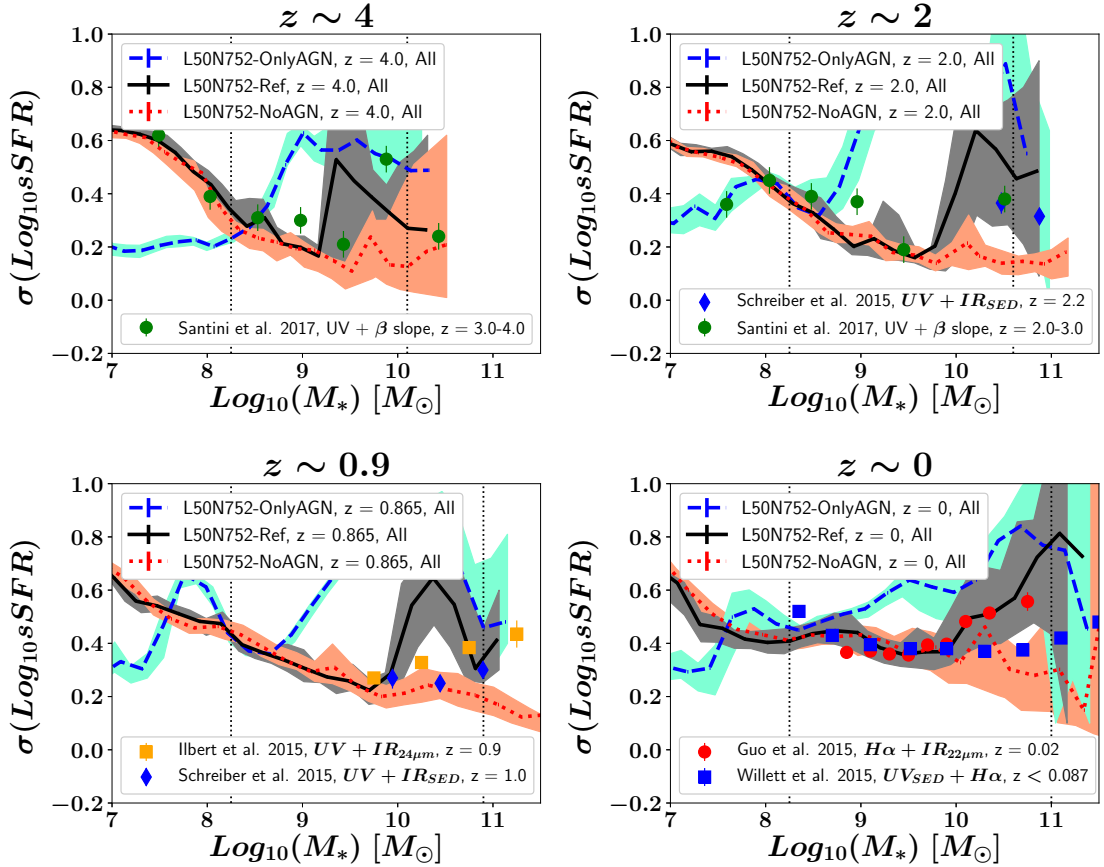 z ∼ 4
σ(Log₁₀sSFR)
1.0
0.8
0.6
0.4
0.2
0.0
−0.2
L50N752-OnlyAGN, z = 4.0, All
L50N752-Ref, z = 4.0, All
L50N752-NoAGN, z = 4.0, All
Santini et al. 2017, UV + β slope, z = 3.0-4.0
7 8 9 10 11
Log₁₀(M∗) [M⊙]
z ∼ 2
σ(Log₁₀sSFR)
1.0
0.8
0.6
0.4
0.2
0.0
−0.2
L50N752-OnlyAGN, z = 2.0, All
L50N752-Ref, z = 2.0, All
L50N752-NoAGN, z = 2.0, All
Schreiber et al. 2015, UV + IR_SED, z = 2.2
Santini et al. 2017, UV + β slope, z = 2.0-3.0
7 8 9 10 11
Log₁₀(M∗) [M⊙]
z ∼ 0.9
σ(Log₁₀sSFR)
1.0
0.8
0.6
0.4
0.2
0.0
−0.2
L50N752-OnlyAGN, z = 0.865, All
L50N752-Ref, z = 0.865, All
L50N752-NoAGN, z = 0.865, All
Ilbert et al. 2015, UV + IR_24μm, z = 0.9
Schreiber et al. 2015, UV + IR_SED, z = 1.0
7 8 9 10 11
Log₁₀(M∗) [M⊙]
z ∼ 0
σ(Log₁₀sSFR)
1.0
0.8
0.6
0.4
0.2
0.0
−0.2
L50N752-OnlyAGN, z = 0, All
L50N752-Ref, z = 0, All
L50N752-NoAGN, z = 0, All
Guo et al. 2015, Hα + IR_22μm, z = 0.02
Willett et al. 2015, UV_SED + Hα, z < 0.087
7 8 9 10 11
Log₁₀(M∗) [M⊙]